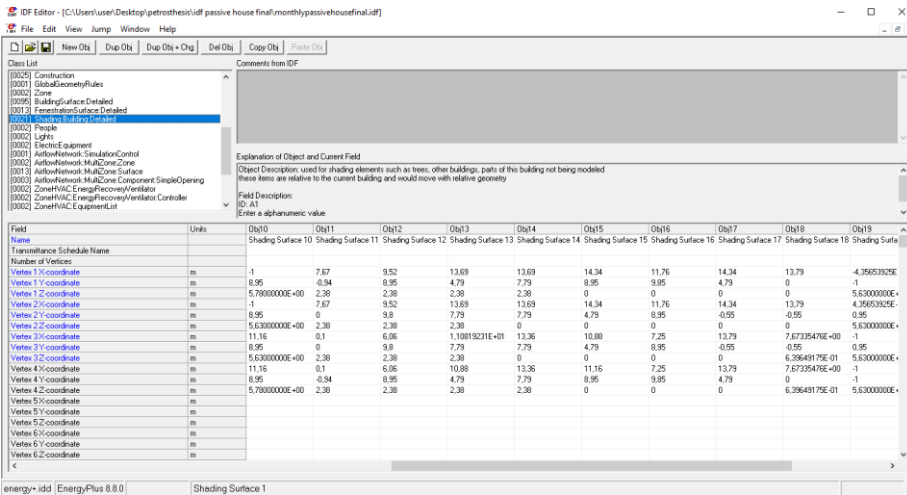 IDF Editor - [C:\Users\user\Desktop\petrosthesis\idf passive house final\monthlypassivehousefinal.idf]
File Edit View Jump Window Help
New Obj Dup Obj Dup Obj + Chg Del Obj Copy Obj Paste Obj
Class List Comments from IDF
[0025] Construction
[0001] GlobalGeometryRules
[0002] Zone
[0095] BuildingSurface:Detailed
[0013] FenestrationSurface:Detailed
[0021] Shading:Building:Detailed
[0002] People
[0002] Lights
[0002] ElectricEquipment
[0001] AirflowNetwork:SimulationControl
[0002] AirflowNetwork:MultiZone:Zone
[0013] AirflowNetwork:MultiZone:Surface
[0003] AirflowNetwork:MultiZone:Component:SimpleOpening
[0002] ZoneHVAC:EnergyRecoveryVentilator
[0002] ZoneHVAC:EnergyRecoveryVentilator:Controller
[0002] ZoneHVAC:EquipmentList
Explanation of Object and Current Field
Object Description: used for shading elements such as trees, other buildings, parts of this building not being modeled
these items are relative to the current building and would move with relative geometry
Field Description:
ID: A1
Enter a alphanumeric value
Field Units Obj10 Obj11 Obj12 Obj13 Obj14 Obj15 Obj16 Obj17 Obj18 Obj19
Name Shading Surface 10 Shading Surface 11 Shading Surface 12 Shading Surface 13 Shading Surface 14 Shading Surface 15 Shading Surface 16 Shading Surface 17 Shading Surface 18 Shading Surfa
Transmittance Schedule Name
Number of Vertices
Vertex 1 X-coordinate m -1 7,67 9,52 13,69 13,69 14,34 11,76 14,34 13,79 -4,35653925E
Vertex 1 Y-coordinate m 8,95 -0,94 8,95 4,79 7,79 8,95 9,85 4,79 0 -1
Vertex 1 Z-coordinate m 5,78000000E+00 2,38 2,38 2,38 2,38 0 0 0 0 5,63000000E+
Vertex 2 X-coordinate m -1 7,67 9,52 13,69 13,69 14,34 11,76 14,34 13,79 4,35653925E-
Vertex 2 Y-coordinate m 8,95 0 9,8 7,79 7,79 4,79 8,95 -0,55 -0,55 0,95
Vertex 2 Z-coordinate m 5,63000000E+00 2,38 2,38 2,38 0 0 0 0 0 5,63000000E+
Vertex 3 X-coordinate m 11,16 0,1 6,06 1,10819231E+01 13,36 10,88 7,25 13,79 7,67335476E+00 -1
Vertex 3 Y-coordinate m 8,95 0 9,8 7,79 7,79 4,79 8,95 -0,55 -0,55 0,95
Vertex 3 Z-coordinate m 5,63000000E+00 2,38 2,38 2,38 0 0 0 0 6,39649175E-01 5,63000000E+
Vertex 4 X-coordinate m 11,16 0,1 6,06 10,88 13,36 11,16 7,25 13,79 7,67335476E+00 -1
Vertex 4 Y-coordinate m 8,95 -0,94 8,95 4,79 7,79 8,95 9,85 4,79 0 -1
Vertex 4 Z-coordinate m 5,78000000E+00 2,38 2,38 2,38 2,38 0 0 0 6,39649175E-01 5,63000000E+
Vertex 5 X-coordinate m
Vertex 5 Y-coordinate m
Vertex 5 Z-coordinate m
Vertex 6 X-coordinate m
Vertex 6 Y-coordinate m
Vertex 6 Z-coordinate m
energy+.idd EnergyPlus 8.8.0 Shading Surface 1